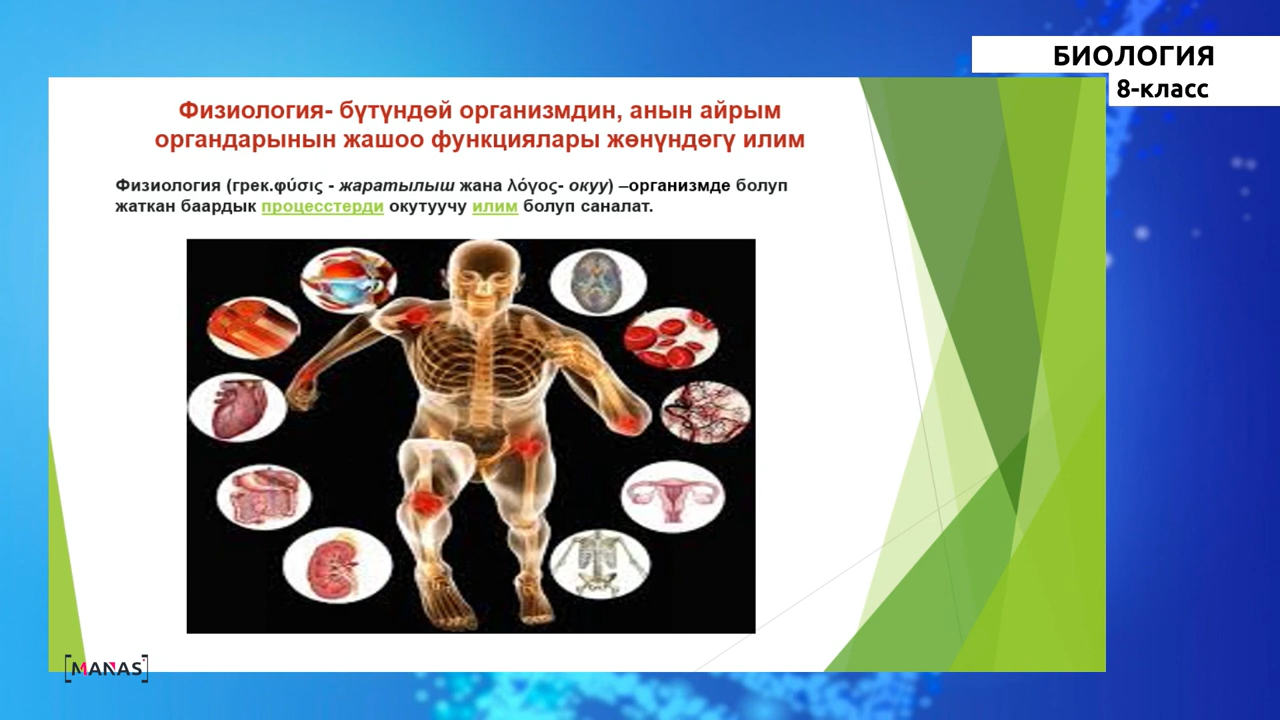 БИОЛОГИЯ
8-класс
Физиология- бүтүндөй организмдин, анын айрым
органдарынын жашоо функциялары жөнүндөгү илим
Физиология (грек.φύσις - жаратылыш жана λόγος- окуу) –организмде болуп
жаткан баардык процесстерди окутуучу илим болуп саналат.
[MANAS]